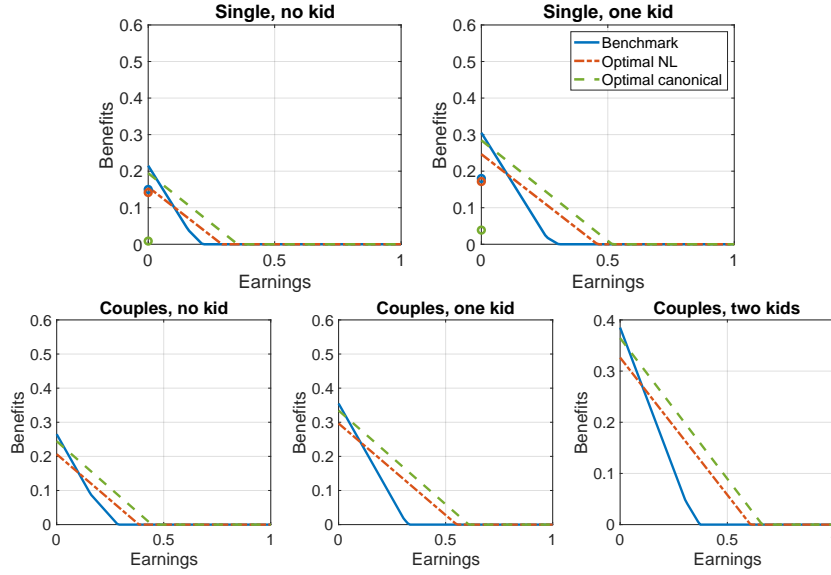 Single, no kid
Single, one kid
0.6
0.5
0.4
0.3
0.2
0.1
0
Benefits
0
0.5
1
Earnings
0.6
0.5
0.4
0.3
0.2
0.1
0
Benefits
0
0.5
1
Earnings
Benchmark
Optimal NL
Optimal canonical
Couples, no kid
Couples, one kid
Couples, two kids
0.6
0.5
0.4
0.3
0.2
0.1
0
Benefits
0
0.5
1
Earnings
0.6
0.5
0.4
0.3
0.2
0.1
0
Benefits
0
0.5
1
Earnings
0.4
0.3
0.2
0.1
0
Benefits
0
0.5
Earnings